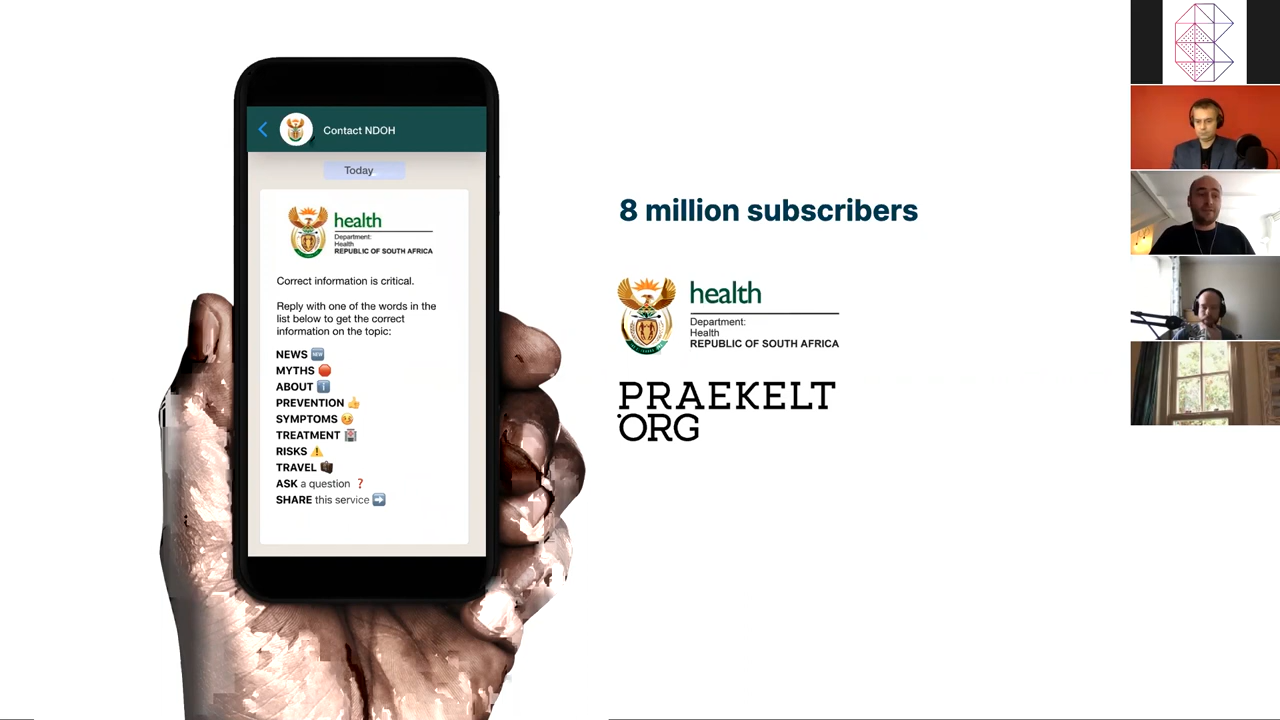 Contact NDOH
Today
health
Department:
Health
REPUBLIC OF SOUTH AFRICA
Correct information is critical.
Reply with one of the words in the
list below to get the correct
information on the topic:
NEWS 🆕
MYTHS 🛑
ABOUT ℹ️
PREVENTION 👍
SYMPTOMS 🤒
TREATMENT 🏥
RISKS ⚠️
TRAVEL 🧳
ASK a question ❓
SHARE this service ➡️
8 million subscribers
health
Department:
Health
REPUBLIC OF SOUTH AFRICA
PRAEKELT
.ORG